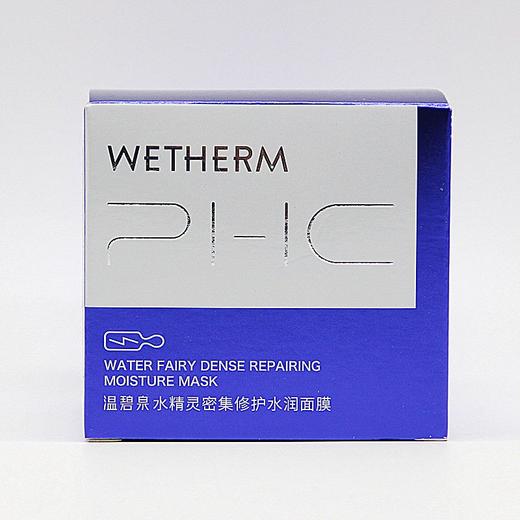 WETHERM
PHC
WATER FAIRY DENSE REPAIRING
MOISTURE MASK
温碧泉水精灵密集修护水润面膜